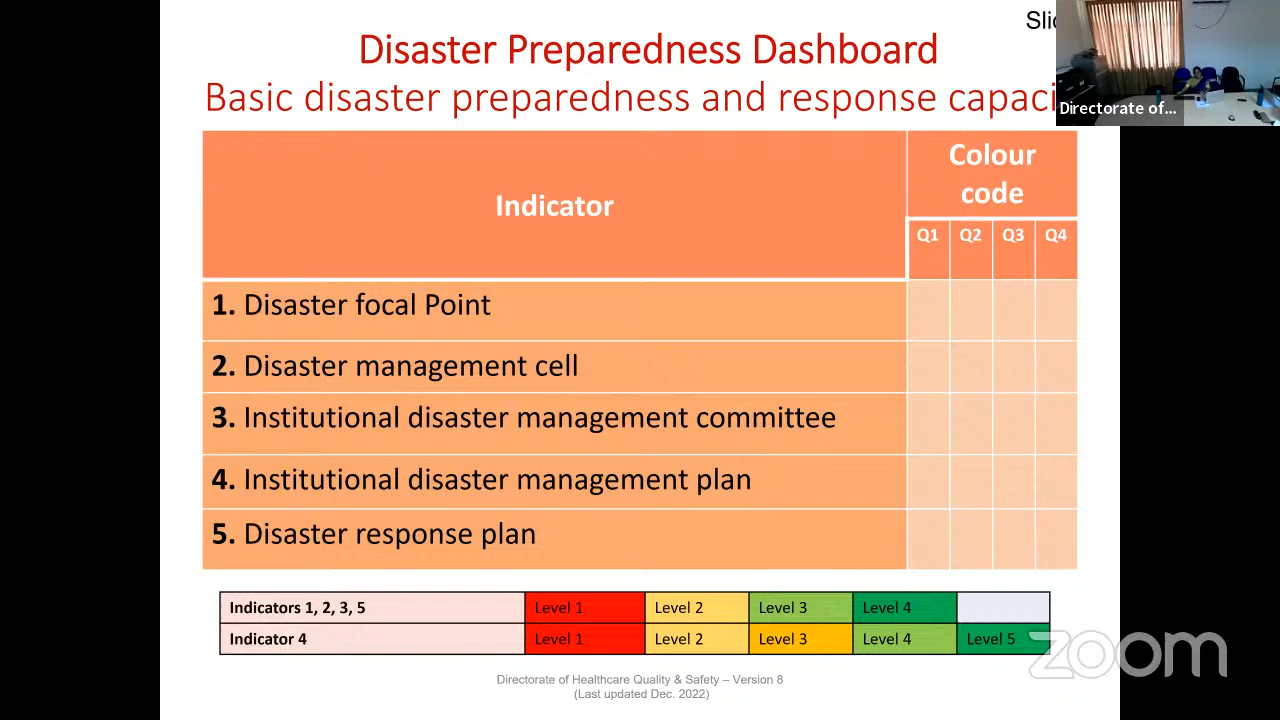 Slid
Disaster Preparedness Dashboard
Basic disaster preparedness and response capaci
Directorate of...
Indicator
Colour
code
Q1 Q2 Q3 Q4
1. Disaster focal Point
2. Disaster management cell
3. Institutional disaster management committee
4. Institutional disaster management plan
5. Disaster response plan
Indicators 1, 2, 3, 5 Level 1 Level 2 Level 3 Level 4
Indicator 4 Level 1 Level 2 Level 3 Level 4 Level 5
zoom
Directorate of Healthcare Quality & Safety – Version 8
(Last updated Dec. 2022)